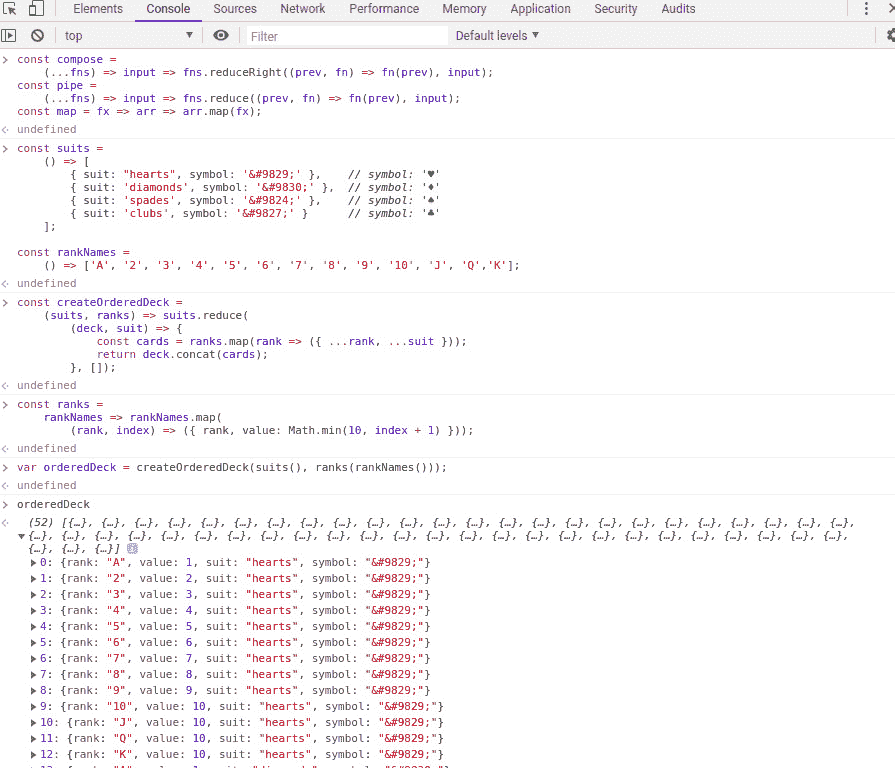 Elements Console Sources Network Performance Memory Application Security Audits
top Filter Default levels
const compose =
(...fns) => input => fns.reduceRight((prev, fn) => fn(prev), input);
const pipe =
(...fns) => input => fns.reduce((prev, fn) => fn(prev), input);
const map = fx => arr => arr.map(fx);
undefined
const suits =
() => [
{ suit: "hearts", symbol: '&#9829;' }, // symbol: '♥'
{ suit: 'diamonds', symbol: '&#9830;' }, // symbol: '♦'
{ suit: 'spades', symbol: '&#9824;' }, // symbol: '♠'
{ suit: 'clubs', symbol: '&#9827;' } // symbol: '♣'
];
const rankNames =
() => ['A', '2', '3', '4', '5', '6', '7', '8', '9', '10', 'J', 'Q','K'];
undefined
const createOrderedDeck =
(suits, ranks) => suits.reduce(
(deck, suit) => {
const cards = ranks.map(rank => ({ ...rank, ...suit }));
return deck.concat(cards);
}, []);
undefined
const ranks =
rankNames => rankNames.map(
(rank, index) => ({ rank, value: Math.min(10, index + 1) }));
undefined
var orderedDeck = createOrderedDeck(suits(), ranks(rankNames()));
undefined
orderedDeck
(52) [{…}, {…}, {…}, {…}, {…}, {…}, {…}, {…}, {…}, {…}, {…}, {…}, {…}, {…}, {…}, {…}, {…}, {…}, {…}, {…}, {…}, {…}, {…}, {…},
{…}, {…}, {…}, {…}, {…}, {…}, {…}, {…}, {…}, {…}, {…}, {…}, {…}, {…}, {…}, {…}, {…}, {…}, {…}, {…}, {…}, {…}, {…}, {…}, {…},
{…}, {…}, {…}]
0: {rank: "A", value: 1, suit: "hearts", symbol: "&#9829;"}
1: {rank: "2", value: 2, suit: "hearts", symbol: "&#9829;"}
2: {rank: "3", value: 3, suit: "hearts", symbol: "&#9829;"}
3: {rank: "4", value: 4, suit: "hearts", symbol: "&#9829;"}
4: {rank: "5", value: 5, suit: "hearts", symbol: "&#9829;"}
5: {rank: "6", value: 6, suit: "hearts", symbol: "&#9829;"}
6: {rank: "7", value: 7, suit: "hearts", symbol: "&#9829;"}
7: {rank: "8", value: 8, suit: "hearts", symbol: "&#9829;"}
8: {rank: "9", value: 9, suit: "hearts", symbol: "&#9829;"}
9: {rank: "10", value: 10, suit: "hearts", symbol: "&#9829;"}
10: {rank: "J", value: 10, suit: "hearts", symbol: "&#9829;"}
11: {rank: "Q", value: 10, suit: "hearts", symbol: "&#9829;"}
12: {rank: "K", value: 10, suit: "hearts", symbol: "&#9829;"}